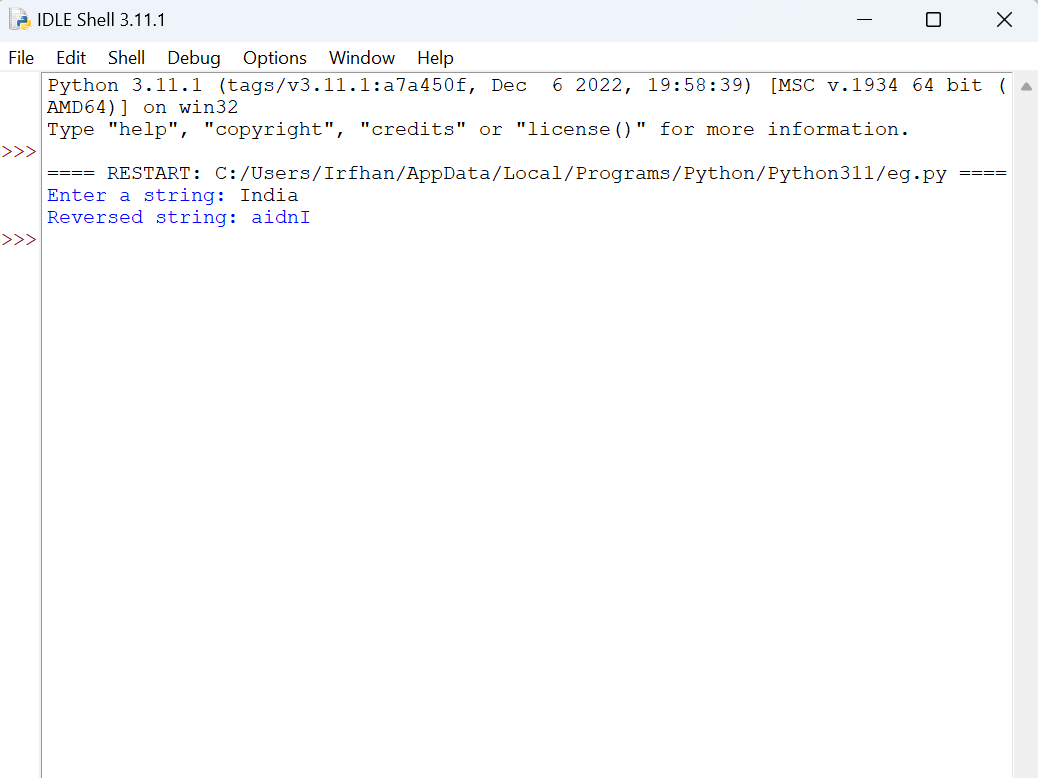 IDLE Shell 3.11.1
File Edit Shell Debug Options Window Help
Python 3.11.1 (tags/v3.11.1:a7a450f, Dec  6 2022, 19:58:39) [MSC v.1934 64 bit (
AMD64)] on win32
Type "help", "copyright", "credits" or "license()" for more information.
>>>
==== RESTART: C:/Users/Irfhan/AppData/Local/Programs/Python/Python311/eg.py ====
Enter a string: India
Reversed string: aidnI
>>>